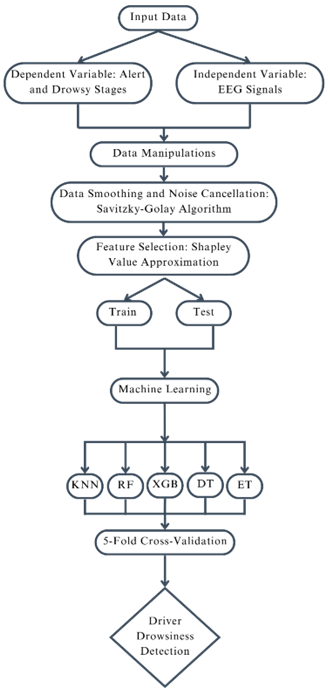 Input Data
Dependent Variable: Alert
and Drowsy Stages
Independent Variable:
EEG Signals
Data Manipulations
Data Smoothing and Noise Cancellation:
Savitzky-Golay Algorithm
Feature Selection: Shapley
Value Approximation
Train
Test
Machine Learning
KNN
RF
XGB
DT
ET
5-Fold Cross-Validation
Driver
Drowsiness
Detection